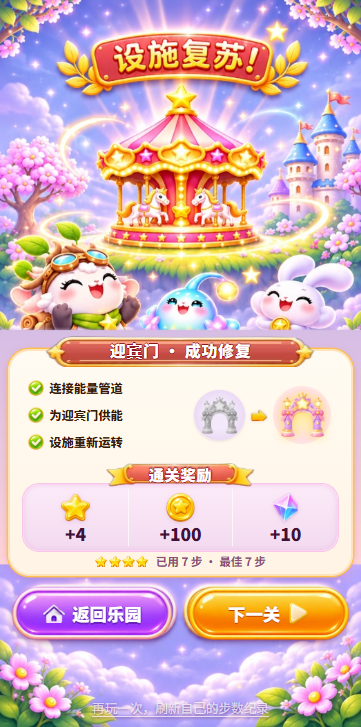 设施复苏！
迎宾门 · 成功修复
连接能量管道
为迎宾门供能
设施重新运转
通关奖励
+4
+100
+10
已用 7 步 · 最佳 7 步
返回乐园
下一关
再玩一次，刷新自己的步数纪录